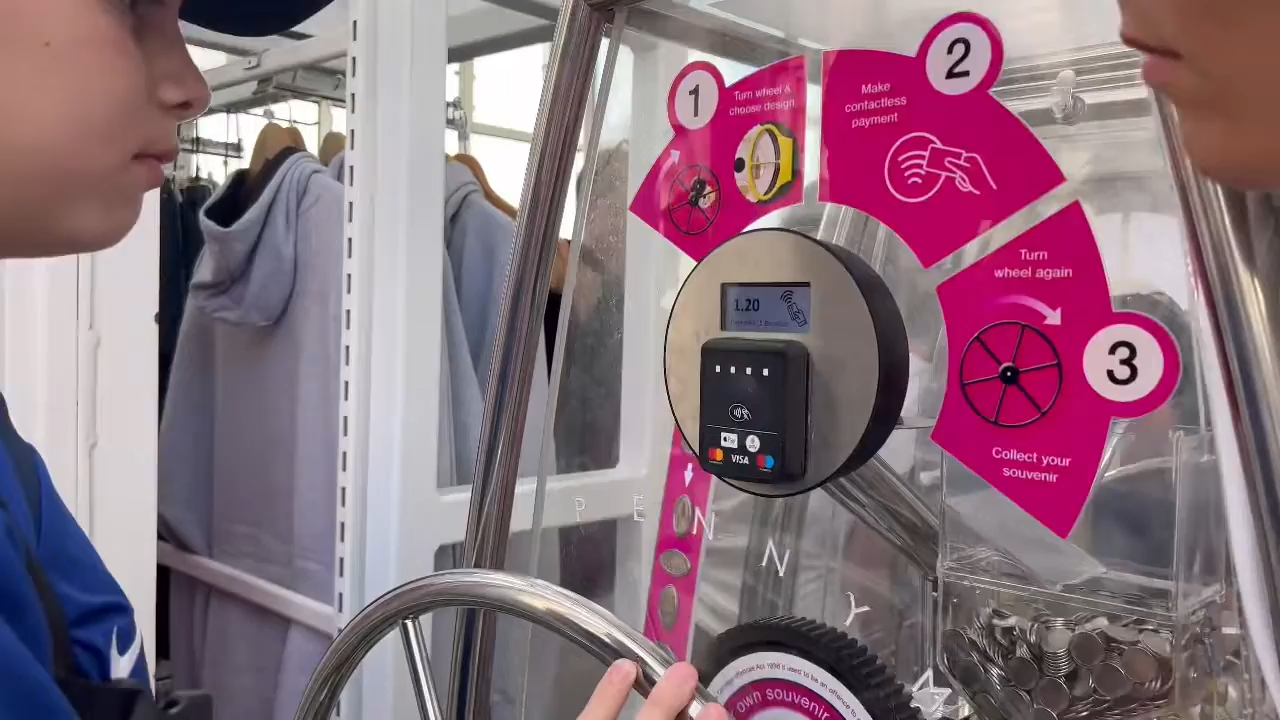 1
Turn wheel &
choose design
2
Make
contactless
payment
3
Turn
wheel again
Collect your
souvenir
1.20
Pay
VISA
P E N N Y
own souvenir